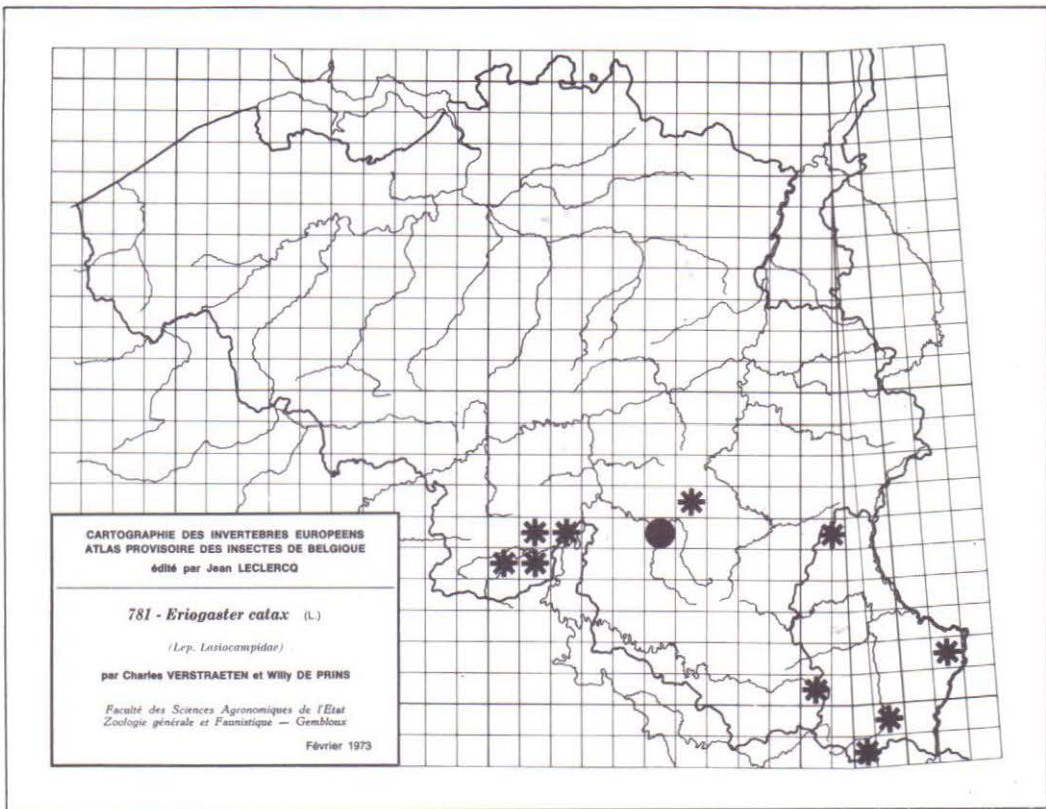 CARTOGRAPHIE DES INVERTEBRES EUROPEENS
ATLAS PROVISOIRE DES INSECTES DE BELGIQUE
édité par Jean LECLERCQ
781 - Eriogaster catax (L.)
(Lep. Lasiocampidae)
par Charles VERSTRAETEN et Willy DE PRINS
Faculté des Sciences Agronomiques de l'Etat
Zoologie générale et Faunistique — Gembloux
Février 1973